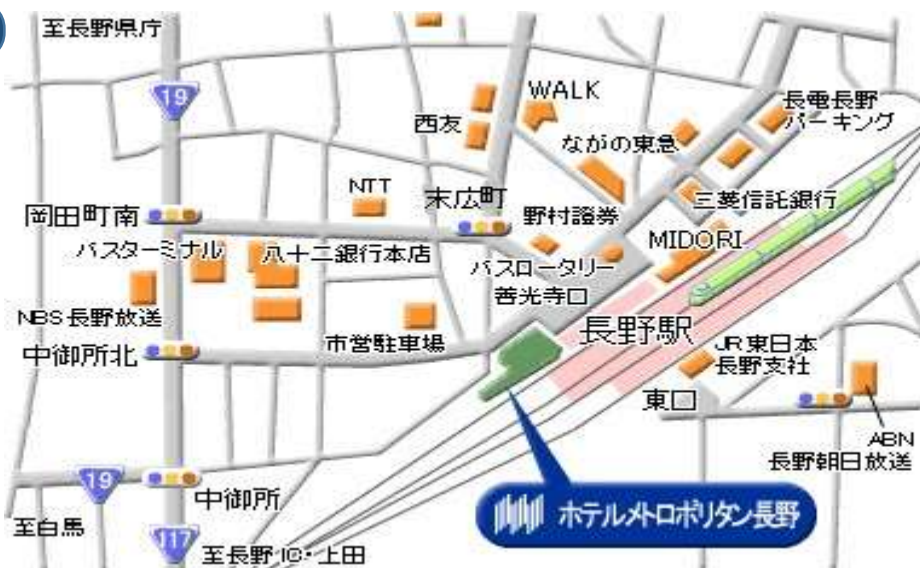 至長野県庁
19
WALK
西友
長電長野
パーキング
ながの東急
NTT
末広町
岡田町南
野村證券
三菱信託銀行
バスターミナル
八十二銀行本店
MIDORI
バスロータリー
善光寺口
NBS長野放送
市営駐車場
長野駅
中御所北
JR東日本
長野支社
東口
ABN
長野朝日放送
19
中御所
ホテルメトロポリタン長野
至白馬
117
至長野IC・上田